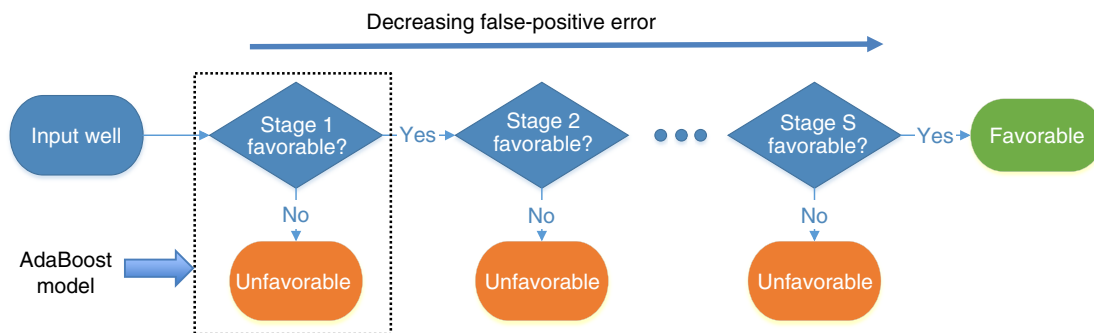 Decreasing false-positive error
Input well
Stage 1
favorable?
Yes
Stage 2
favorable?
Stage S
favorable?
Yes
Favorable
No
No
No
AdaBoost
model
Unfavorable
Unfavorable
Unfavorable